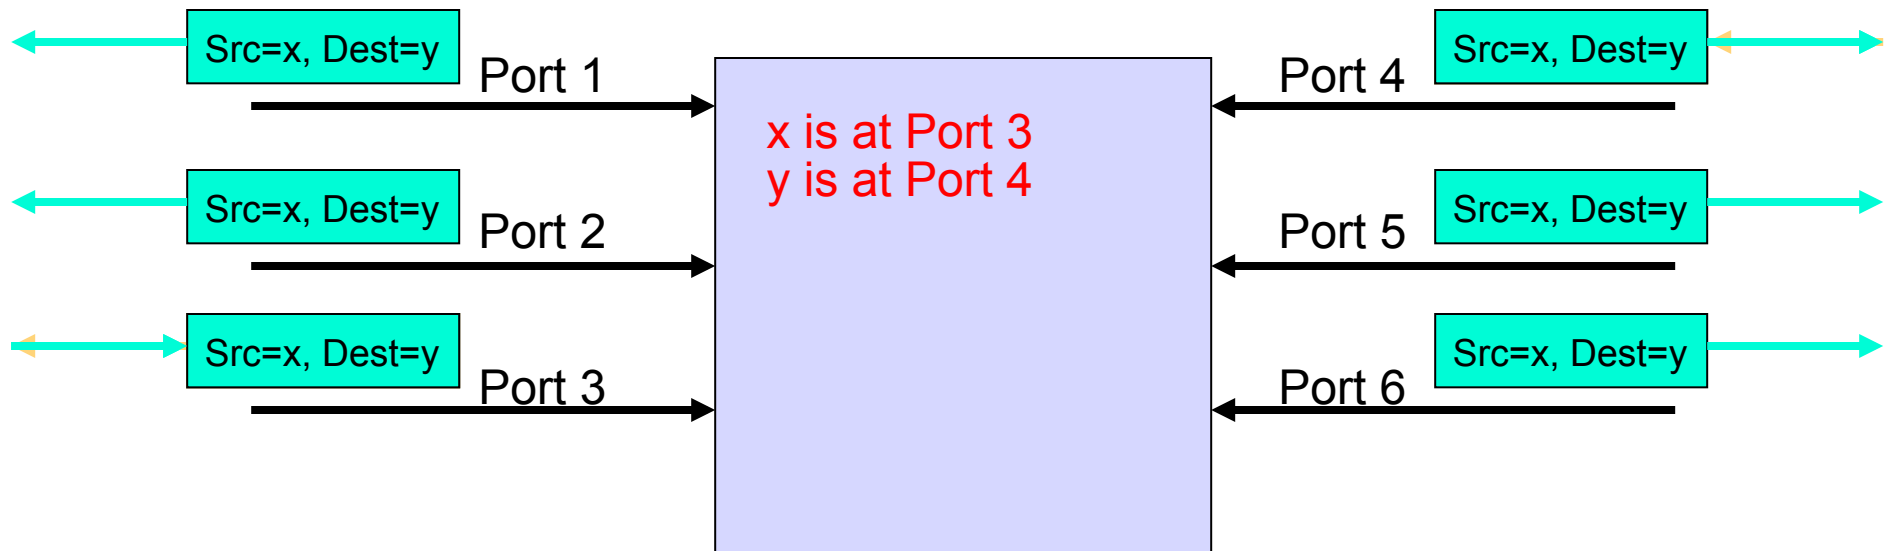 Src=x, Dest=y
Port 1
Src=x, Dest=y
Port 2
Src=x, Dest=y
Port 3
x is at Port 3
y is at Port 4
Port 4
Src=x, Dest=y
Port 5
Src=x, Dest=y
Port 6
Src=x, Dest=y